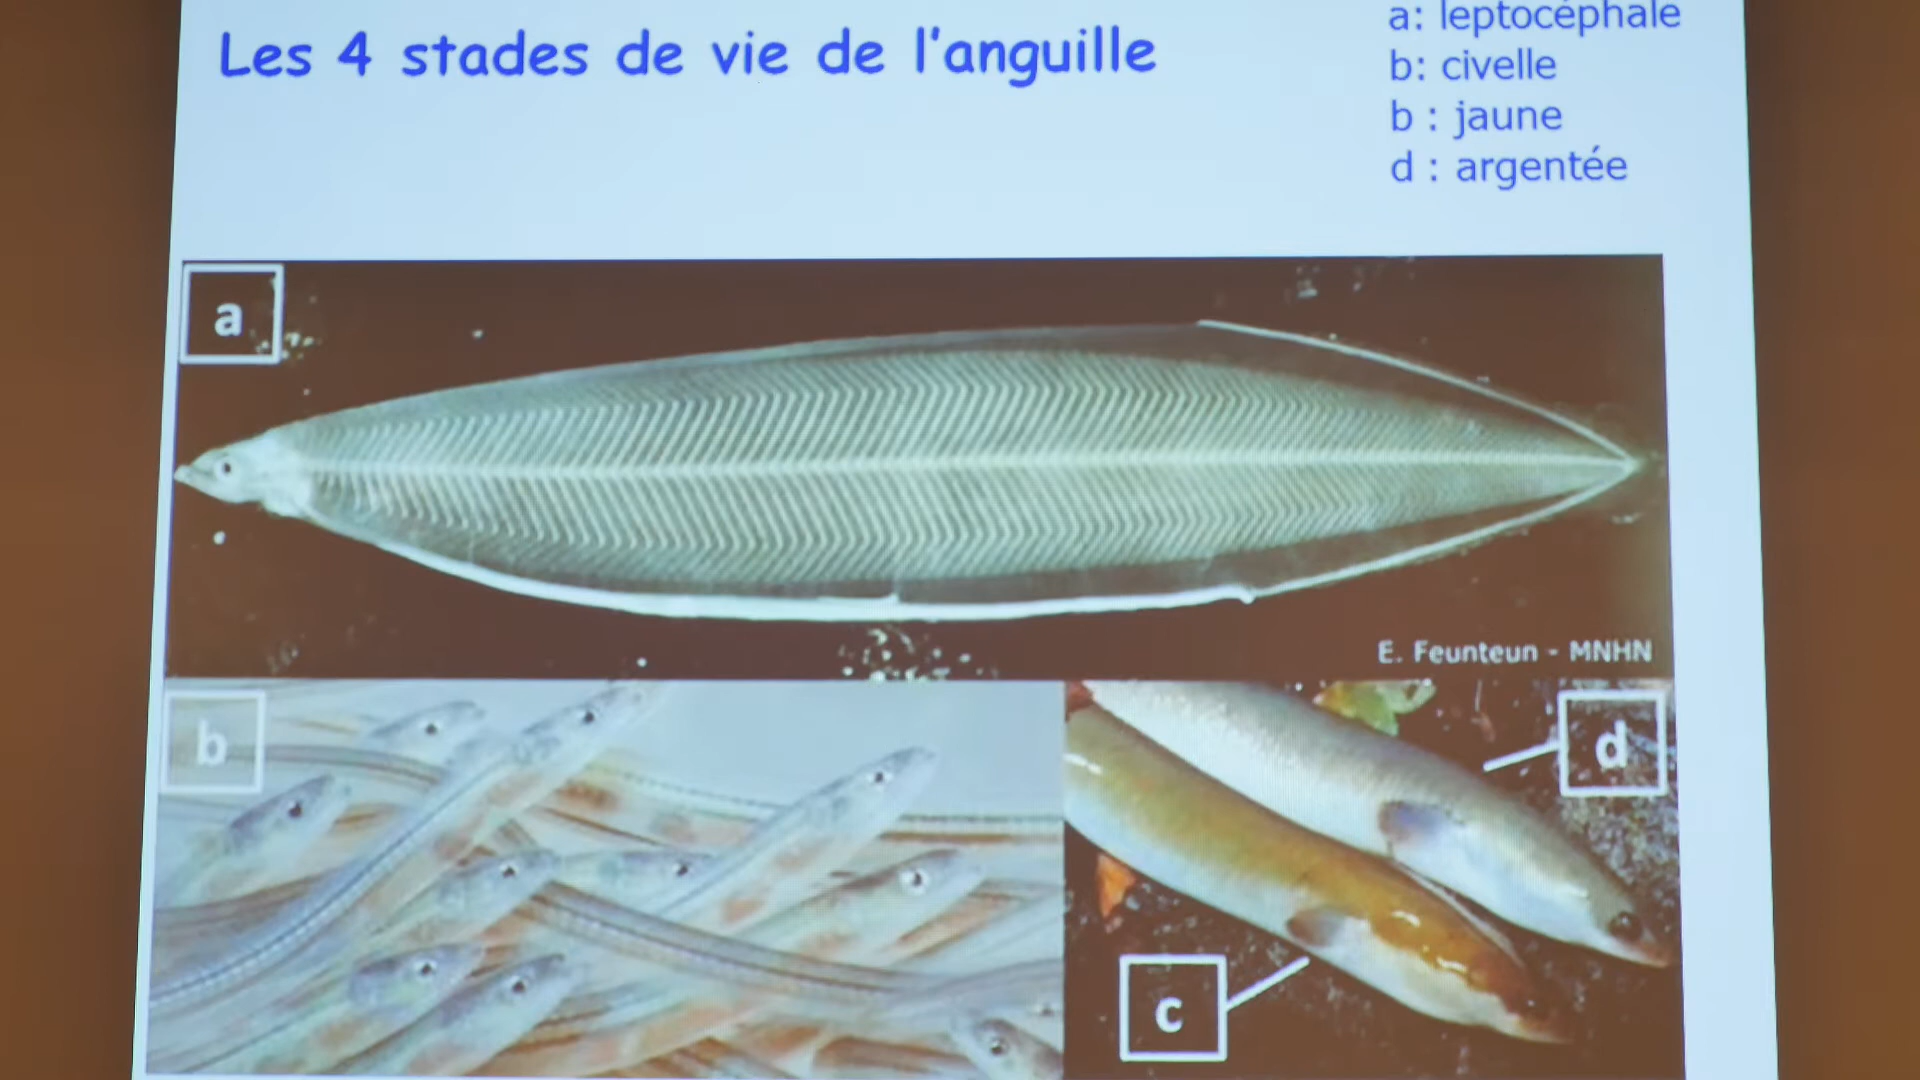 Les 4 stades de vie de l'anguille
a: leptocéphale
b: civelle
b : jaune
d : argentée
a
E. Feunteun - MNHN
b
d
c